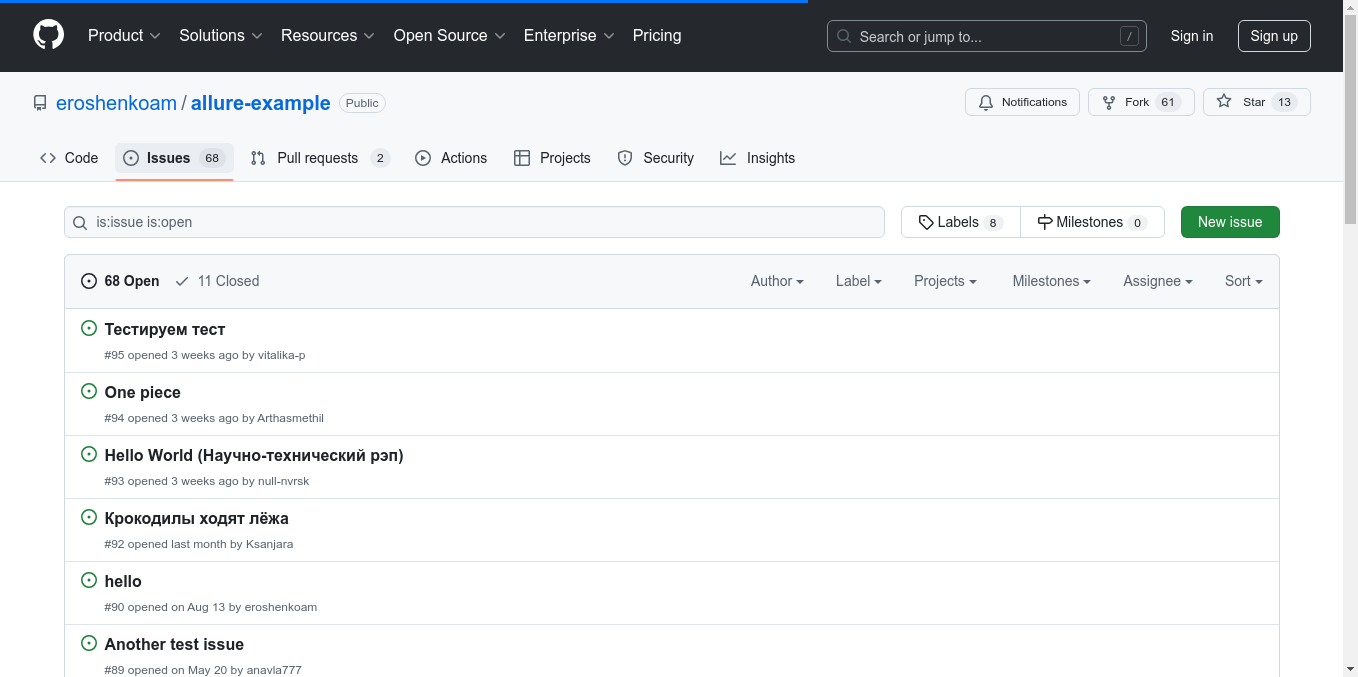 Product Solutions Resources Open Source Enterprise Pricing Search or jump to... / Sign in Sign up
eroshenkoam / allure-example Public Notifications Fork 61 Star 13
Code Issues 68 Pull requests 2 Actions Projects Security Insights
is:issue is:open Labels 8 Milestones 0 New issue
68 Open 11 Closed Author Label Projects Milestones Assignee Sort
Тестируем тест
#95 opened 3 weeks ago by vitalika-p
One piece
#94 opened 3 weeks ago by Arthasmethil
Hello World (Научно-технический рэп)
#93 opened 3 weeks ago by null-nvrsk
Крокодилы ходят лёжа
#92 opened last month by Ksanjara
hello
#90 opened on Aug 13 by eroshenkoam
Another test issue
#89 opened on May 20 by anavla777